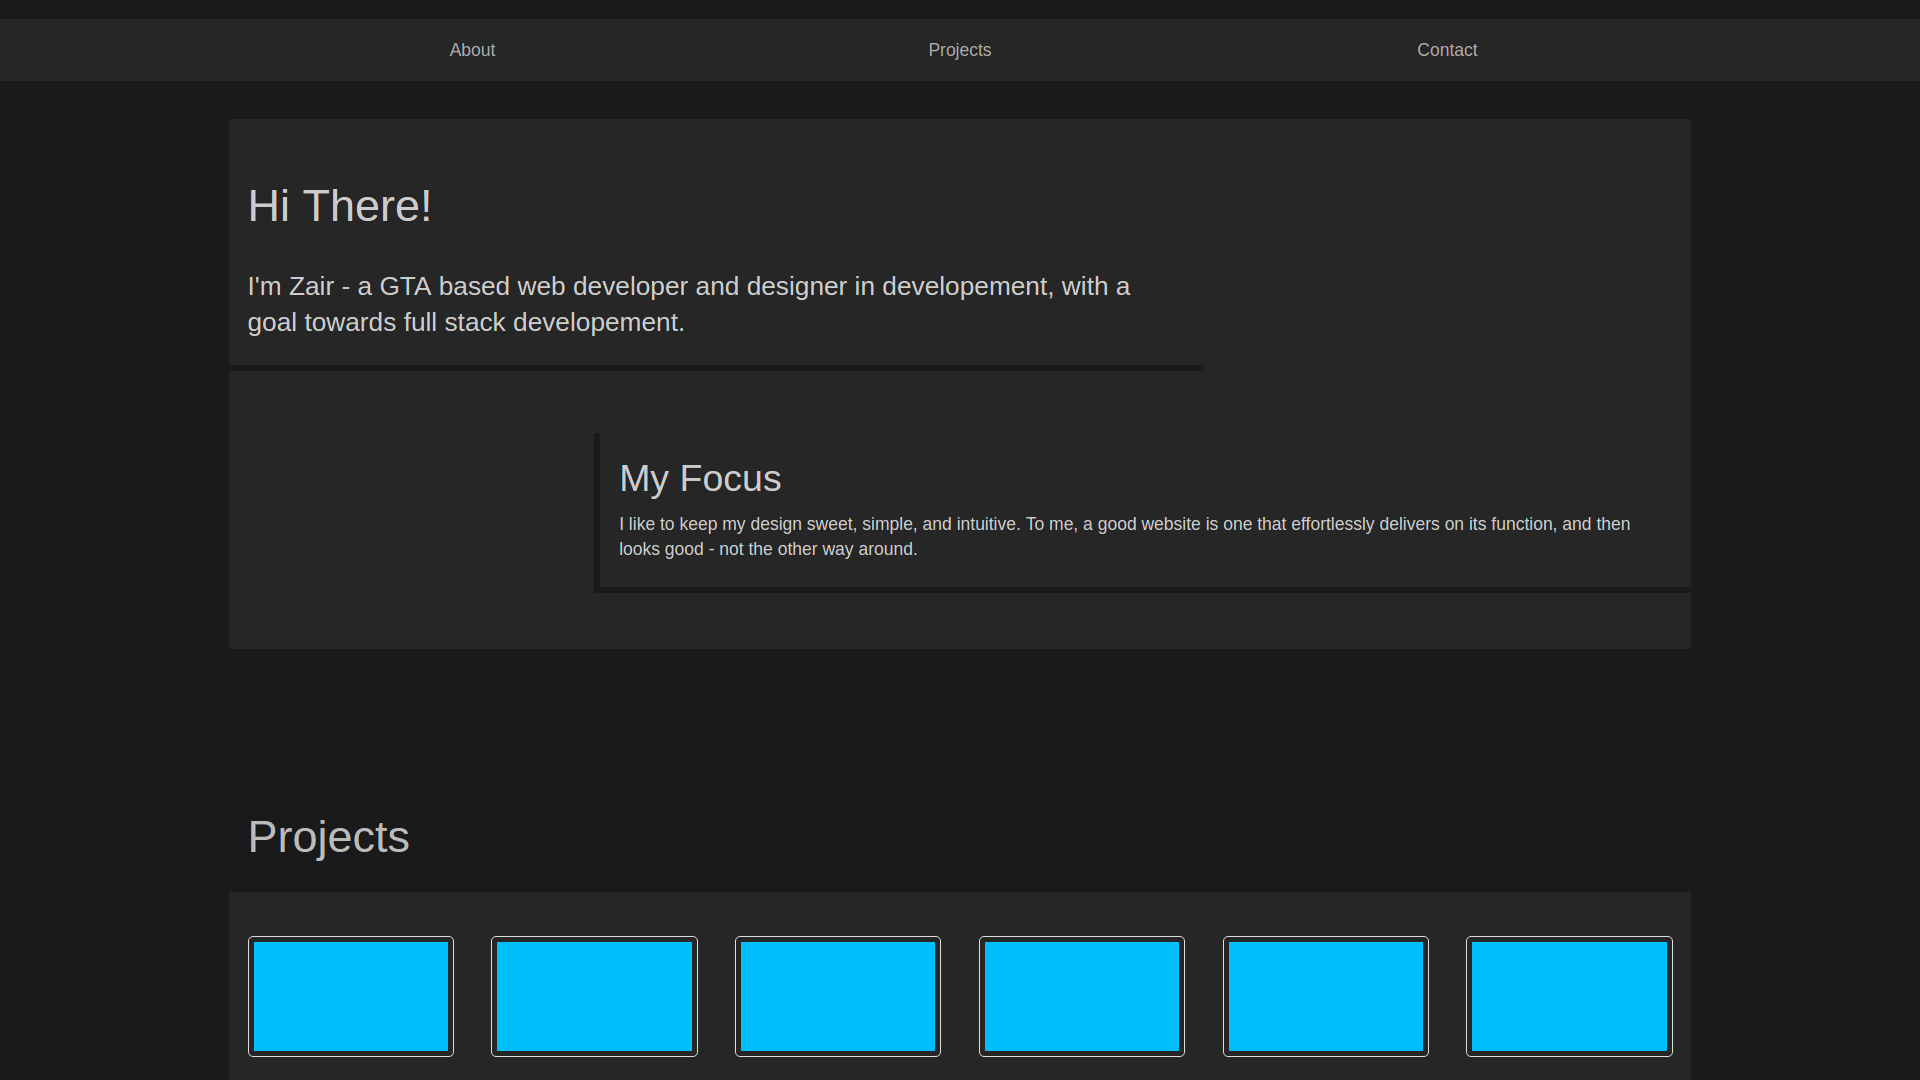 About
Projects
Contact
Hi There!
I'm Zair - a GTA based web developer and designer in developement, with a
goal towards full stack developement.
My Focus
I like to keep my design sweet, simple, and intuitive. To me, a good website is one that effortlessly delivers on its function, and then
looks good - not the other way around.
Projects